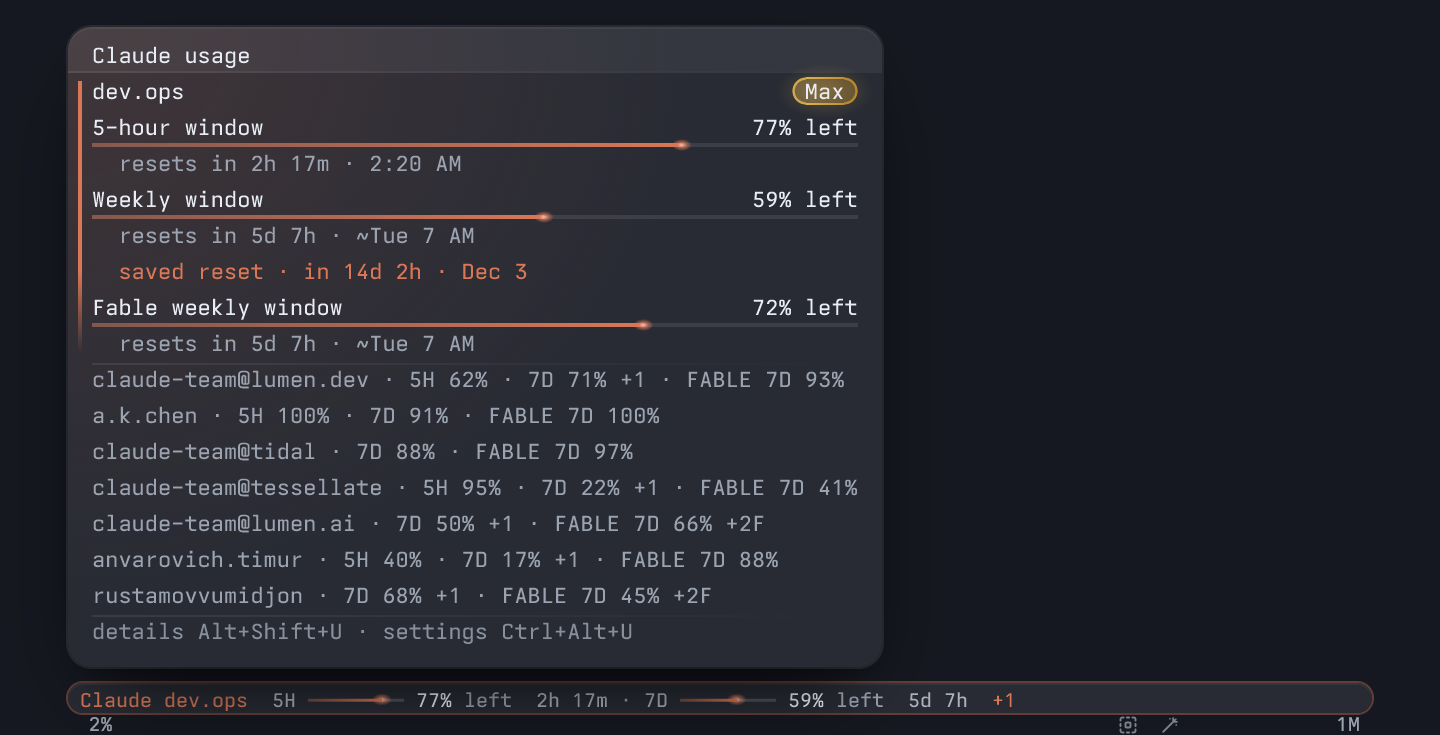 Claude usage
dev.ops Max
5-hour window 77% left
resets in 2h 17m · 2:20 AM
Weekly window 59% left
resets in 5d 7h · ~Tue 7 AM
saved reset · in 14d 2h · Dec 3
Fable weekly window 72% left
resets in 5d 7h · ~Tue 7 AM
claude-team@lumen.dev · 5H 62% · 7D 71% +1 · FABLE 7D 93%
a.k.chen · 5H 100% · 7D 91% · FABLE 7D 100%
claude-team@tidal · 7D 88% · FABLE 7D 97%
claude-team@tessellate · 5H 95% · 7D 22% +1 · FABLE 7D 41%
claude-team@lumen.ai · 7D 50% +1 · FABLE 7D 66% +2F
anvarovich.timur · 5H 40% · 7D 17% +1 · FABLE 7D 88%
rustamovvumidjon · 7D 68% +1 · FABLE 7D 45% +2F
details Alt+Shift+U · settings Ctrl+Alt+U
Claude dev.ops 5H 77% left 2h 17m · 7D 59% left 5d 7h +1
2% 1M